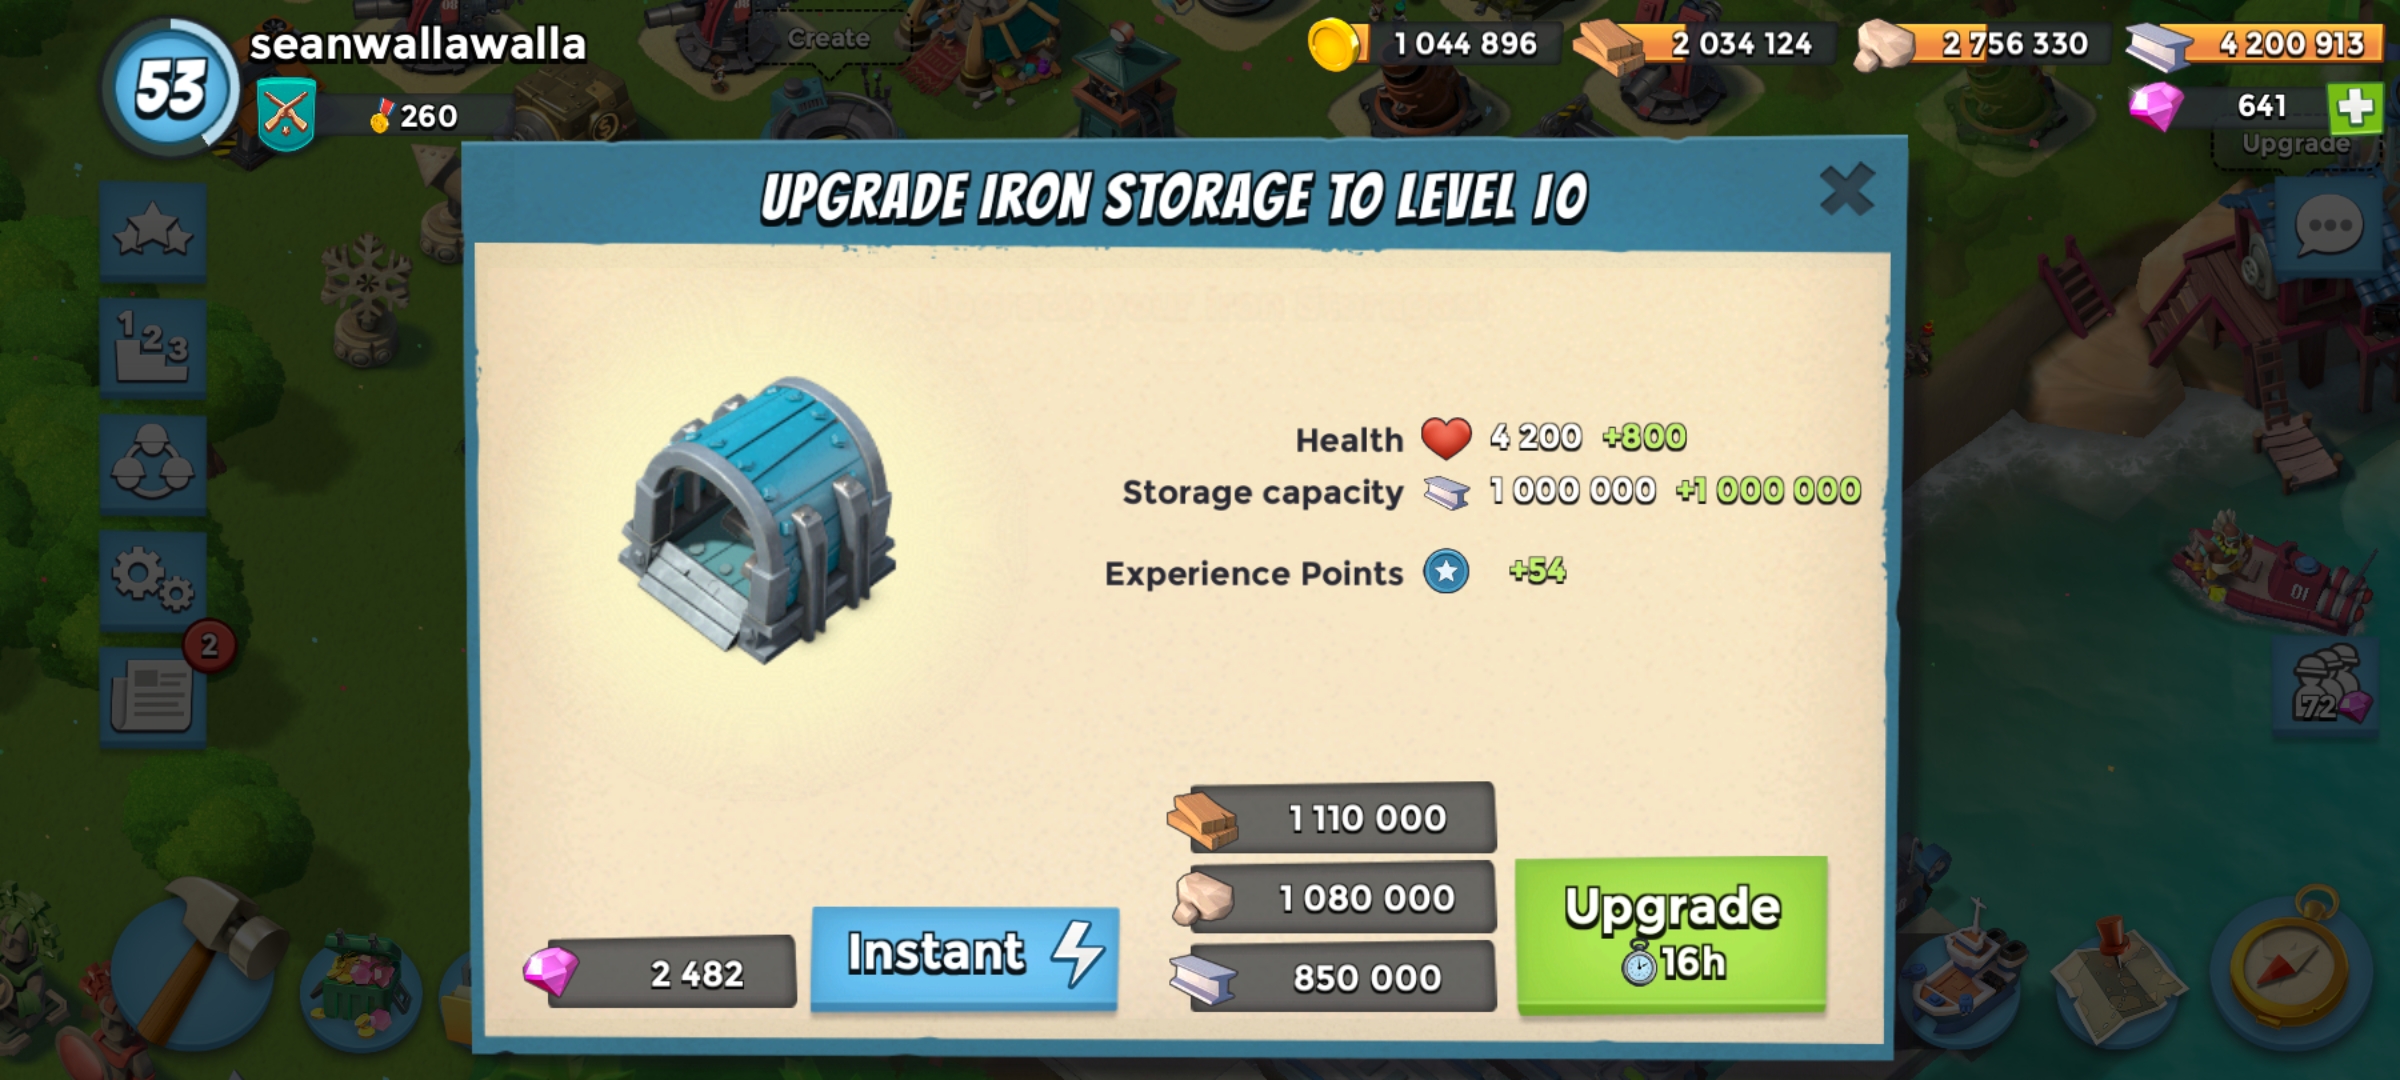 53
seanwallawalla
260
Create
1 044 896
2 034 124
2 756 330
4 200 913
641
Upgrade
UPGRADE IRON STORAGE TO LEVEL 10
1 2 3
2
Health 4 200 +800
Storage capacity 1 000 000 +1 000 000
Experience Points +54
01
72
1 110 000
1 080 000
850 000
2 482
Instant
Upgrade
16h